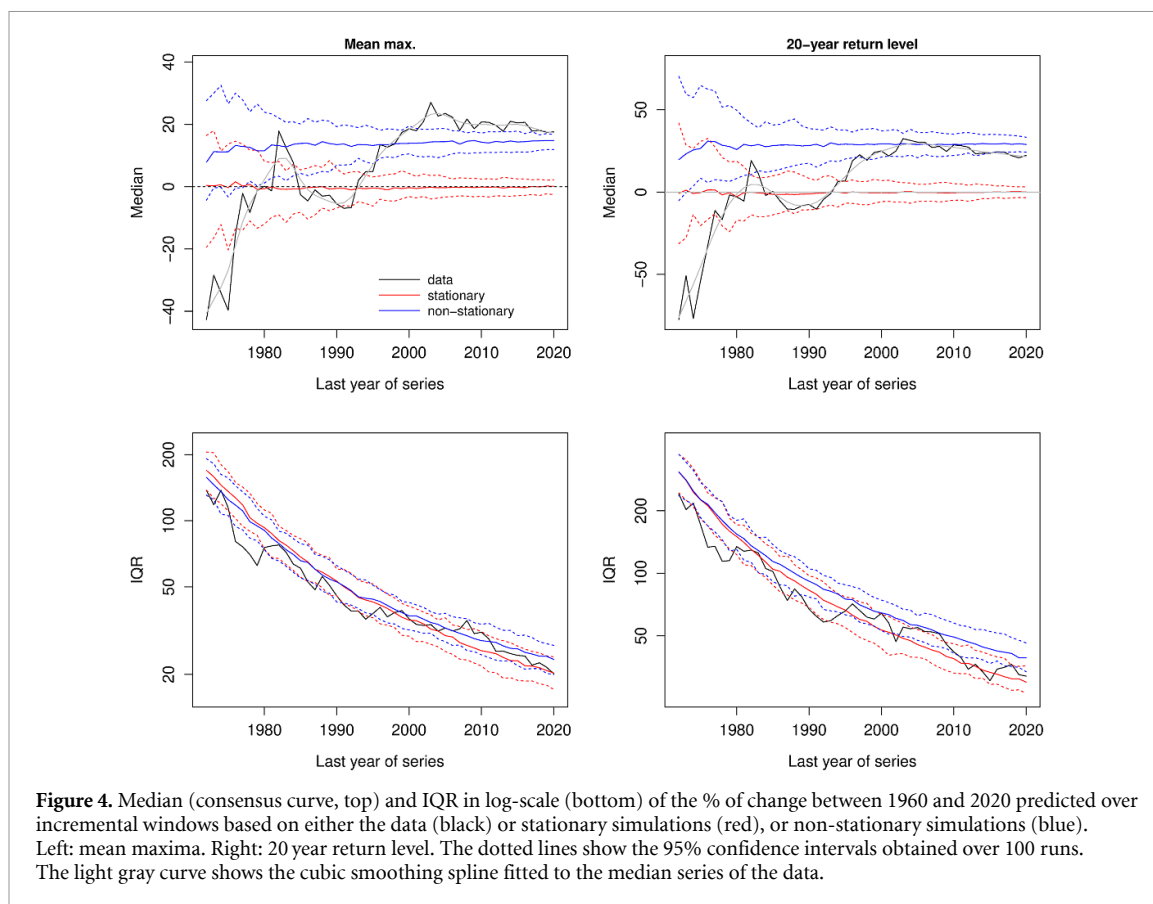 Mean max.
40
20
0
−20
−40
Median
data
stationary
non−stationary
1980 1990 2000 2010 2020
Last year of series
20−year return level
50
0
−50
Median
1980 1990 2000 2010 2020
Last year of series
200
100
50
20
IQR
1980 1990 2000 2010 2020
Last year of series
200
100
50
IQR
1980 1990 2000 2010 2020
Last year of series
Figure 4. Median (consensus curve, top) and IQR in log-scale (bottom) of the % of change between 1960 and 2020 predicted over
incremental windows based on either the data (black) or stationary simulations (red), or non-stationary simulations (blue).
Left: mean maxima. Right: 20 year return level. The dotted lines show the 95% confidence intervals obtained over 100 runs.
The light gray curve shows the cubic smoothing spline fitted to the median series of the data.